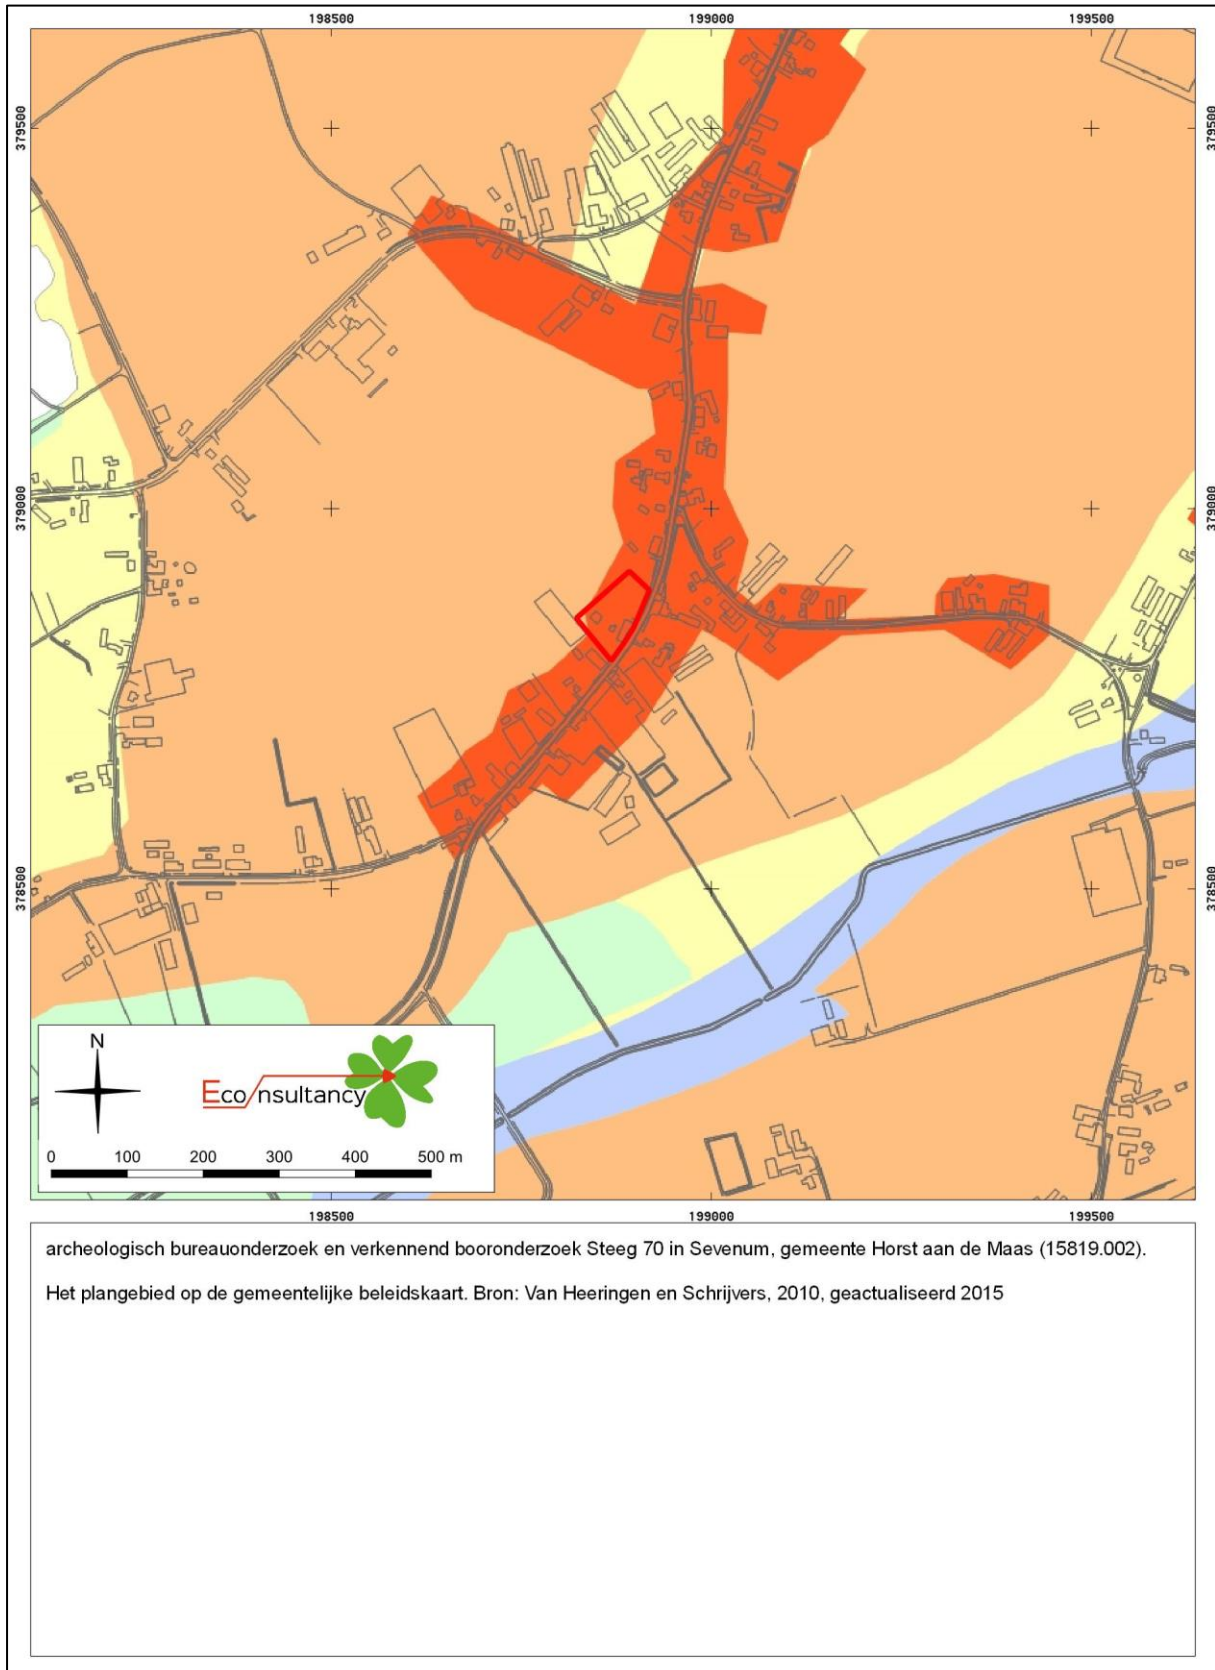 198500 199000 199500
379500 379500
379000 379000
378500 378500
N
Econsultancy
0 100 200 300 400 500 m
198500 199000 199500
archeologisch bureauonderzoek en verkennend booronderzoek Steeg 70 in Sevenum, gemeente Horst aan de Maas (15819.002).
Het plangebied op de gemeentelijke beleidskaart. Bron: Van Heeringen en Schrijvers, 2010, geactualiseerd 2015